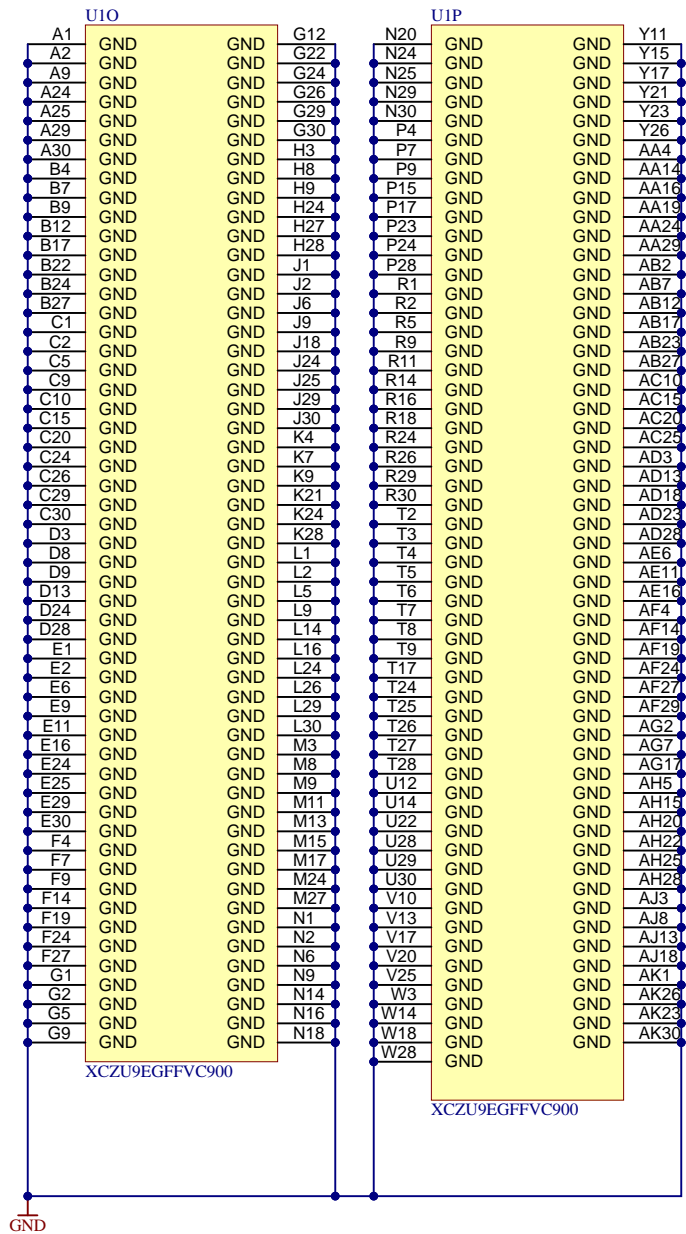 U1O U1P
A1 GND GND G12 N20 GND GND Y11
A2 GND GND G22 N24 GND GND Y15
A9 GND GND G24 N25 GND GND Y17
A24 GND GND G26 N29 GND GND Y21
A25 GND GND G29 N30 GND GND Y23
A29 GND GND G30 P4 GND GND Y26
A30 GND GND H3 P7 GND GND AA4
B4 GND GND H8 P9 GND GND AA14
B7 GND GND H9 P15 GND GND AA16
B9 GND GND H24 P17 GND GND AA19
B12 GND GND H27 P23 GND GND AA24
B17 GND GND H28 P24 GND GND AA29
B22 GND GND J1 P28 GND GND AB2
B24 GND GND J2 R1 GND GND AB7
B27 GND GND J6 R2 GND GND AB12
C1 GND GND J9 R5 GND GND AB17
C2 GND GND J18 R9 GND GND AB23
C5 GND GND J24 R11 GND GND AB27
C9 GND GND J25 R14 GND GND AC10
C10 GND GND J29 R16 GND GND AC15
C15 GND GND J30 R18 GND GND AC20
C20 GND GND K4 R24 GND GND AC25
C24 GND GND K7 R26 GND GND AD3
C26 GND GND K9 R29 GND GND AD13
C29 GND GND K21 R30 GND GND AD18
C30 GND GND K24 T2 GND GND AD23
D3 GND GND K28 T3 GND GND AD28
D8 GND GND L1 T4 GND GND AE6
D9 GND GND L2 T5 GND GND AE11
D13 GND GND L5 T6 GND GND AE16
D24 GND GND L9 T7 GND GND AF4
D28 GND GND L14 T8 GND GND AF14
E1 GND GND L16 T9 GND GND AF19
E2 GND GND L24 T17 GND GND AF24
E6 GND GND L26 T24 GND GND AF27
E9 GND GND L29 T25 GND GND AF29
E11 GND GND L30 T26 GND GND AG2
E16 GND GND M3 T27 GND GND AG7
E24 GND GND M8 T28 GND GND AG17
E25 GND GND M9 U12 GND GND AH5
E29 GND GND M11 U14 GND GND AH15
E30 GND GND M13 U22 GND GND AH20
F4 GND GND M15 U28 GND GND AH22
F7 GND GND M17 U29 GND GND AH25
F9 GND GND M24 U30 GND GND AH28
F14 GND GND M27 V10 GND GND AJ3
F19 GND GND N1 V13 GND GND AJ8
F24 GND GND N2 V17 GND GND AJ13
F27 GND GND N6 V20 GND GND AJ18
G1 GND GND N9 V25 GND GND AK1
G2 GND GND N14 W3 GND GND AK26
G5 GND GND N16 W14 GND GND AK23
G9 GND GND N18 W18 GND GND AK30
W28 GND
XCZU9EGFFVC900
XCZU9EGFFVC900
GND